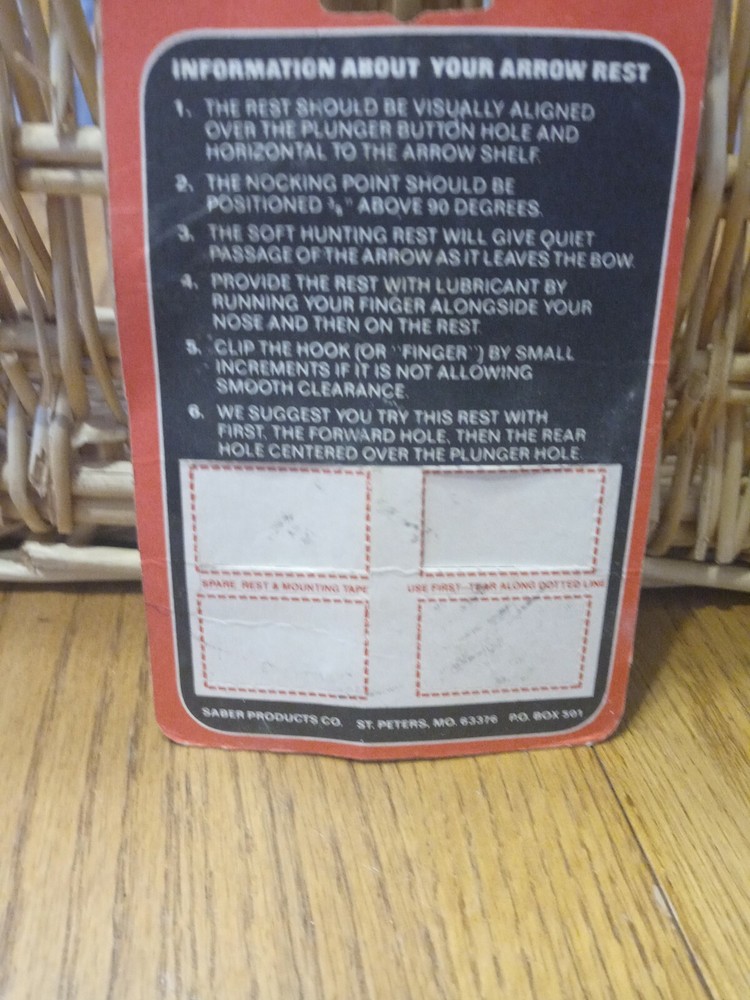 INFORMATION ABOUT YOUR ARROW REST
1. THE REST SHOULD BE VISUALLY ALIGNED
OVER THE PLUNGER BUTTON HOLE AND
HORIZONTAL TO THE ARROW SHELF.
2. THE NOCKING POINT SHOULD BE
POSITIONED ABOVE 90 DEGREES.
3. THE SOFT HUNTING REST WILL GIVE QUIET
PASSAGE OF THE ARROW AS IT LEAVES THE BOW.
4. PROVIDE THE REST WITH LUBRICANT BY
RUNNING YOUR FINGER ALONGSIDE YOUR
NOSE AND THEN ON THE REST.
5. CLIP THE HOOK (OR "FINGER") BY SMALL
INCREMENTS IF IT IS NOT ALLOWING
SMOOTH CLEARANCE.
6. WE SUGGEST YOU TRY THIS REST WITH
FIRST, THE FORWARD HOLE, THEN THE REAR
HOLE CENTERED OVER THE PLUNGER HOLE.
SPARE REST & MOUNTING TAPE USE FIRST-TEAR ALONG DOTTED LINE
SABER PRODUCTS CO. ST. PETERS, MO. 63376 P.O. BOX 501